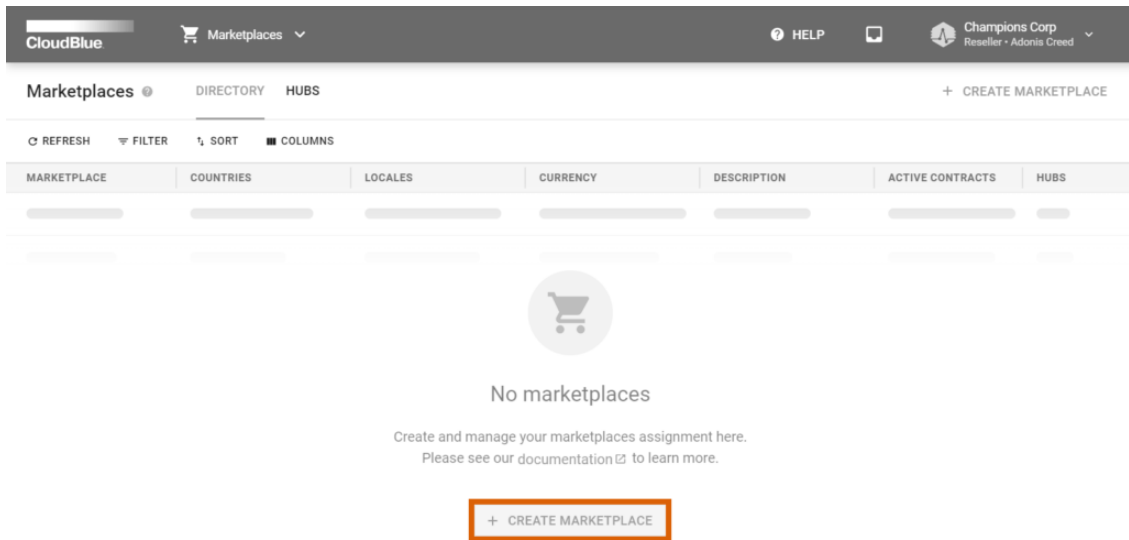 CloudBlue
Marketplaces
HELP
Champions Corp
Reseller • Adonis Creed
Marketplaces
DIRECTORY
HUBS
+ CREATE MARKETPLACE
REFRESH
FILTER
SORT
COLUMNS
MARKETPLACE
COUNTRIES
LOCALES
CURRENCY
DESCRIPTION
ACTIVE CONTRACTS
HUBS
No marketplaces
Create and manage your marketplaces assignment here.
Please see our documentation to learn more.
+ CREATE MARKETPLACE